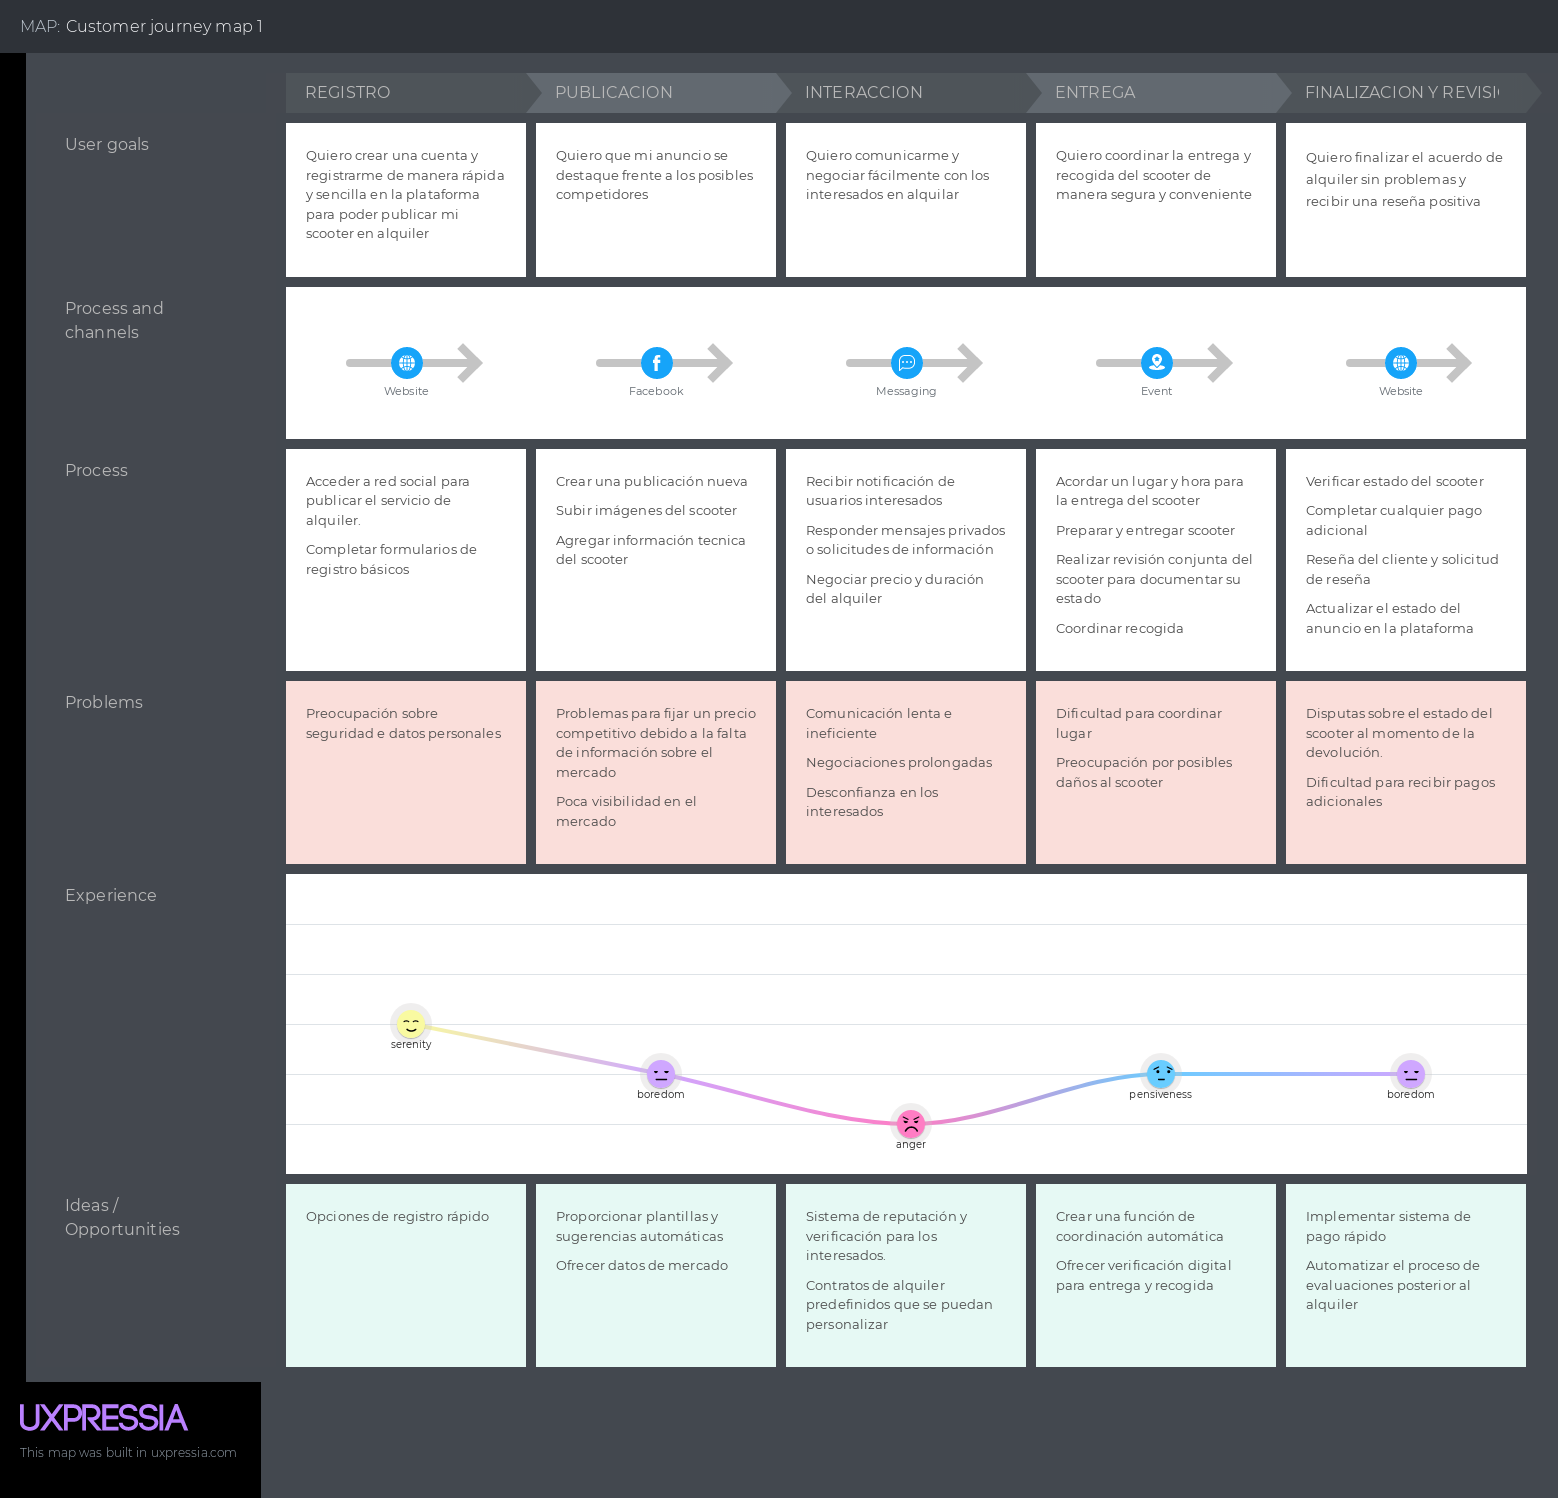 MAP: Customer journey map 1
REGISTRO
PUBLICACION
INTERACCION
ENTREGA
FINALIZACION Y REVISI
User goals
Quiero crear una cuenta y
registrarme de manera rápida
y sencilla en la plataforma
para poder publicar mi
scooter en alquiler
Quiero que mi anuncio se
destaque frente a los posibles
competidores
Quiero comunicarme y
negociar fácilmente con los
interesados en alquilar
Quiero coordinar la entrega y
recogida del scooter de
manera segura y conveniente
Quiero finalizar el acuerdo de
alquiler sin problemas y
recibir una reseña positiva
Process and
channels
Website
Facebook
Messaging
Event
Website
Process
Acceder a red social para
publicar el servicio de
alquiler.
Completar formularios de
registro básicos
Crear una publicación nueva
Subir imágenes del scooter
Agregar información tecnica
del scooter
Recibir notificación de
usuarios interesados
Responder mensajes privados
o solicitudes de información
Negociar precio y duración
del alquiler
Acordar un lugar y hora para
la entrega del scooter
Preparar y entregar scooter
Realizar revisión conjunta del
scooter para documentar su
estado
Coordinar recogida
Verificar estado del scooter
Completar cualquier pago
adicional
Reseña del cliente y solicitud
de reseña
Actualizar el estado del
anuncio en la plataforma
Problems
Preocupación sobre
seguridad e datos personales
Problemas para fijar un precio
competitivo debido a la falta
de información sobre el
mercado
Poca visibilidad en el
mercado
Comunicación lenta e
ineficiente
Negociaciones prolongadas
Desconfianza en los
interesados
Dificultad para coordinar
lugar
Preocupación por posibles
daños al scooter
Disputas sobre el estado del
scooter al momento de la
devolución.
Dificultad para recibir pagos
adicionales
Experience
serenity
boredom
anger
pensiveness
boredom
Ideas /
Opportunities
Opciones de registro rápido
Proporcionar plantillas y
sugerencias automáticas
Ofrecer datos de mercado
Sistema de reputación y
verificación para los
interesados.
Contratos de alquiler
predefinidos que se puedan
personalizar
Crear una función de
coordinación automática
Ofrecer verificación digital
para entrega y recogida
Implementar sistema de
pago rápido
Automatizar el proceso de
evaluaciones posterior al
alquiler
UXPRESSIA
This map was built in uxpressia.com